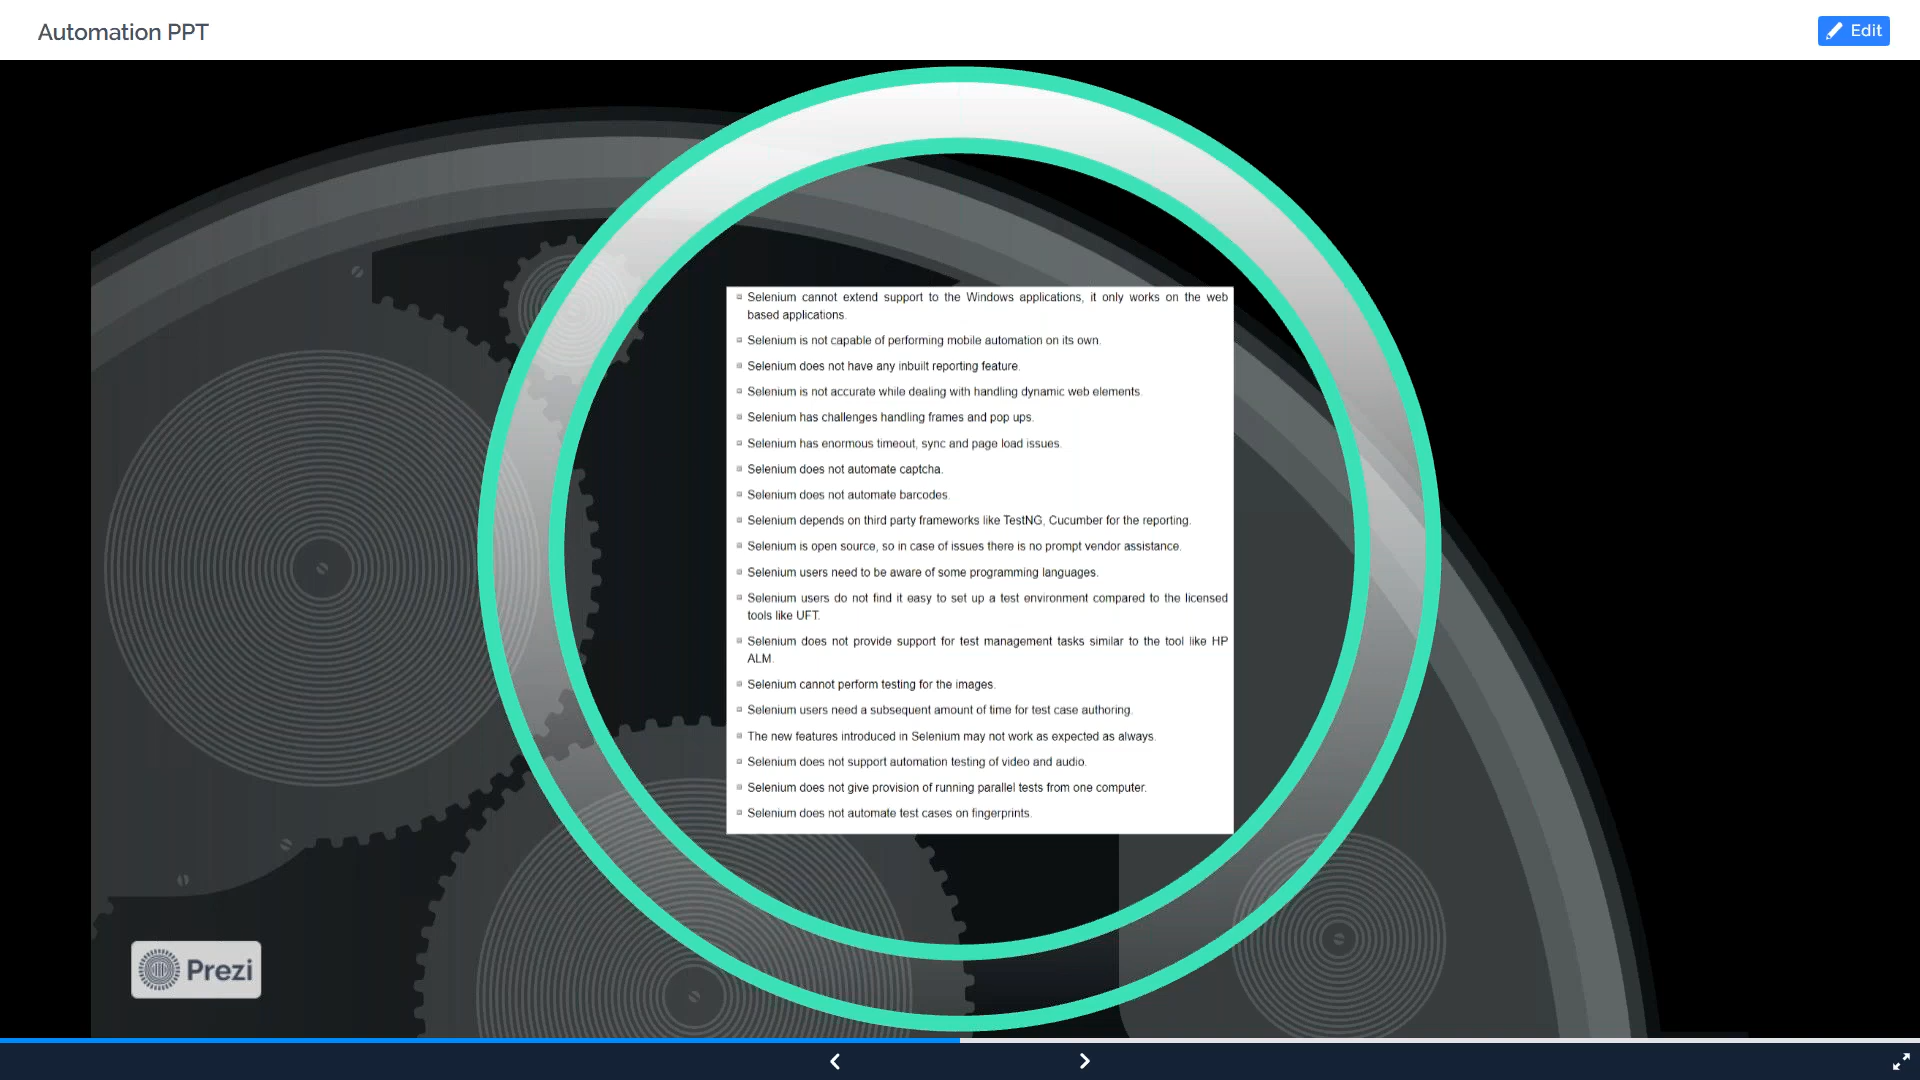 Automation PPT
Edit
Selenium cannot extend support to the Windows applications, it only works on the web
based applications.
Selenium is not capable of performing mobile automation on its own.
Selenium does not have any inbuilt reporting feature.
Selenium is not accurate while dealing with handling dynamic web elements.
Selenium has challenges handling frames and pop ups.
Selenium has enormous timeout, sync and page load issues.
Selenium does not automate captcha.
Selenium does not automate barcodes.
Selenium depends on third party frameworks like TestNG, Cucumber for the reporting.
Selenium is open source, so in case of issues there is no prompt vendor assistance.
Selenium users need to be aware of some programming languages.
Selenium users do not find it easy to set up a test environment compared to the licensed
tools like UFT.
Selenium does not provide support for test management tasks similar to the tool like HP
ALM.
Selenium cannot perform testing for the images.
Selenium users need a subsequent amount of time for test case authoring.
The new features introduced in Selenium may not work as expected as always.
Selenium does not support automation testing of video and audio.
Selenium does not give provision of running parallel tests from one computer.
Selenium does not automate test cases on fingerprints.
Prezi